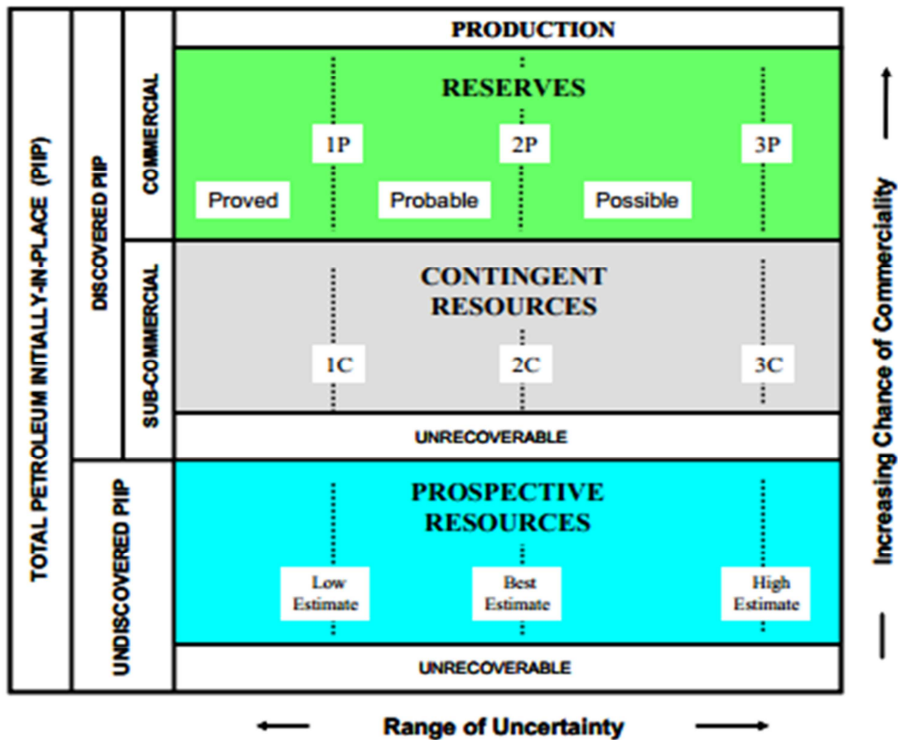 TOTAL PETROLEUM INITIALLY-IN-PLACE (PIIP)
DISCOVERED PIIP
UNDISCOVERED PIIP
COMMERCIAL
SUB-COMMERCIAL
PRODUCTION
RESERVES
1P
2P
3P
Proved
Probable
Possible
CONTINGENT
RESOURCES
1C
2C
3C
UNRECOVERABLE
PROSPECTIVE
RESOURCES
Low
Estimate
Best
Estimate
High
Estimate
UNRECOVERABLE
Increasing Chance of Commerciality
Range of Uncertainty